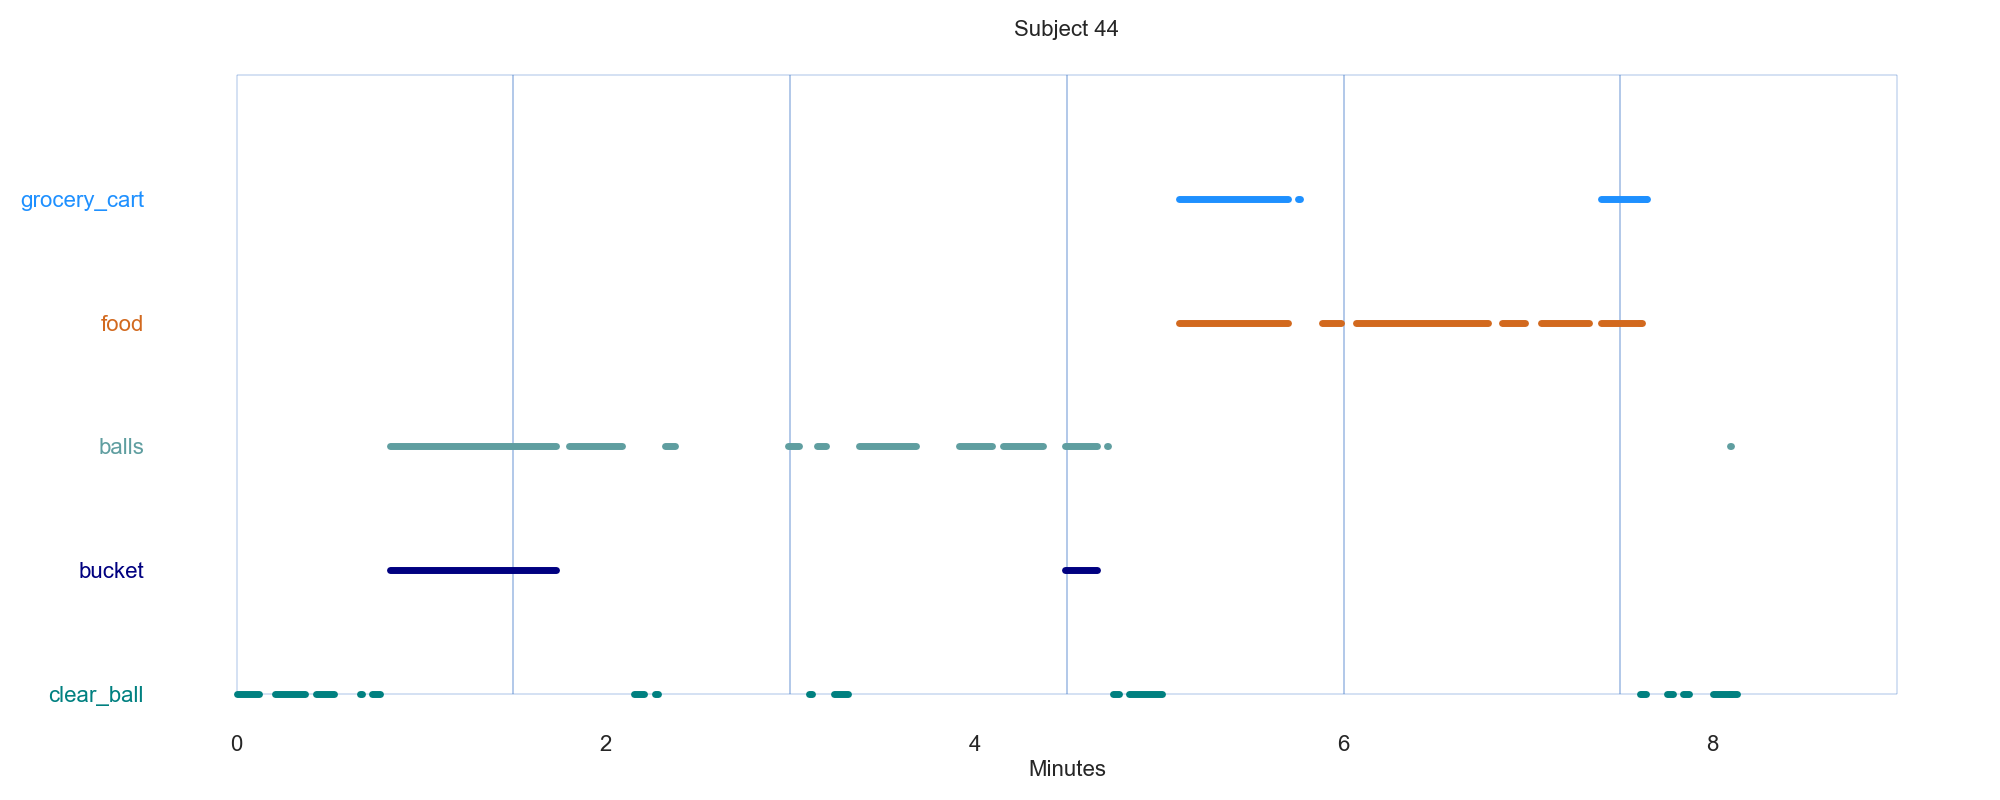 Subject 44
grocery_cart
food
balls
bucket
clear_ball
0 2 4 6 8
Minutes